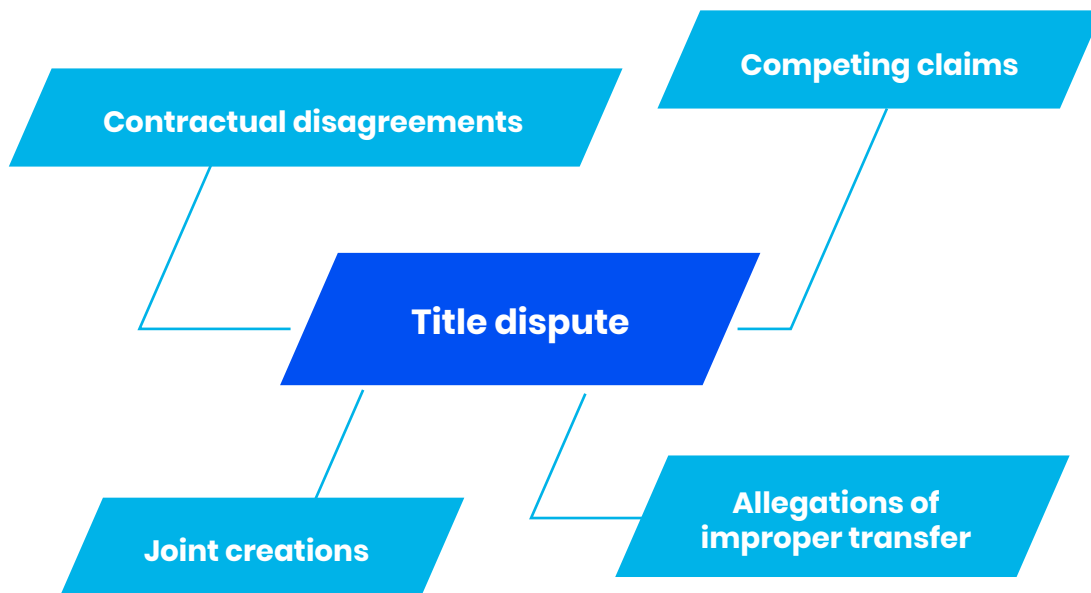 Competing claims
Contractual disagreements
Title dispute
Joint creations
Allegations of
improper transfer